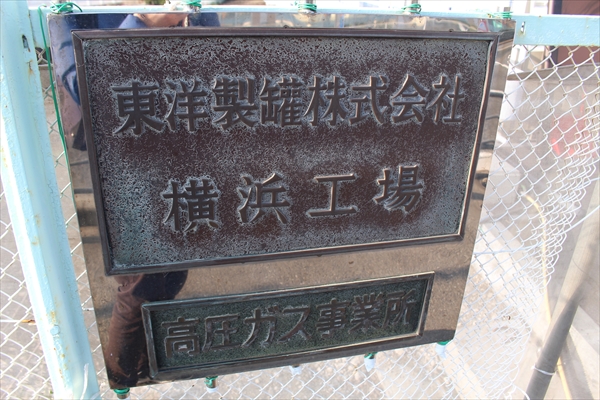 東洋製罐株式会社
横浜工場
高圧ガス事業所